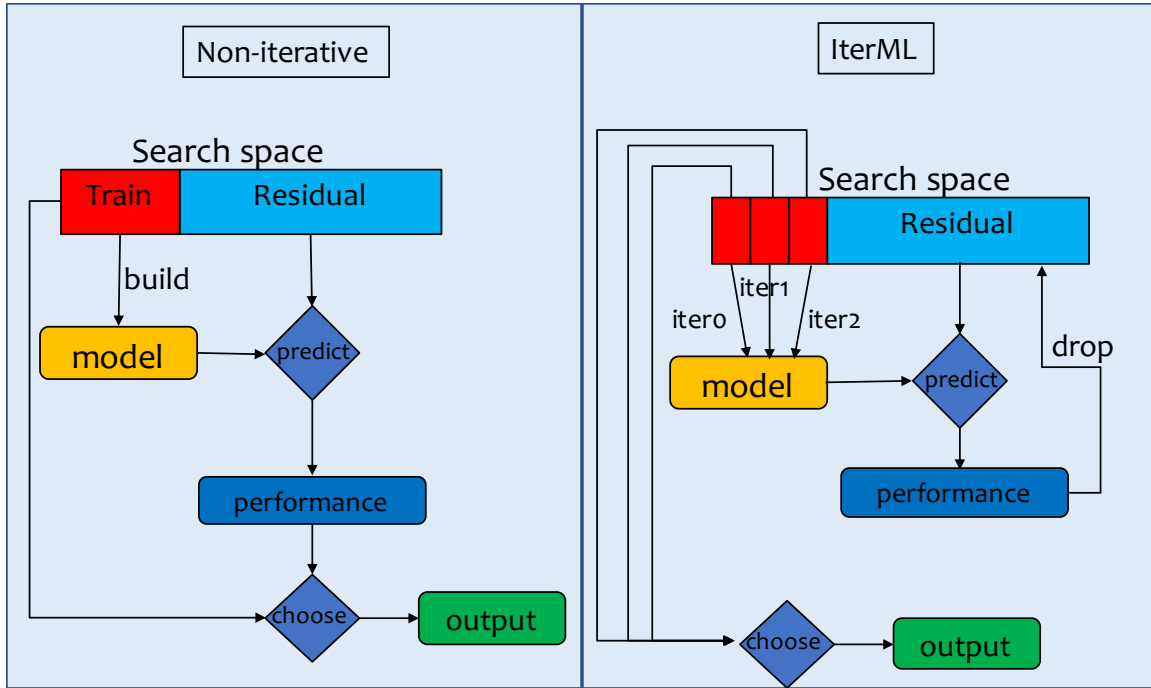 Non-iterative
Search space
Train
Residual
build
model
predict
performance
choose
output
IterML
Search space
Residual
iter0
iter1
iter2
drop
model
predict
performance
choose
output